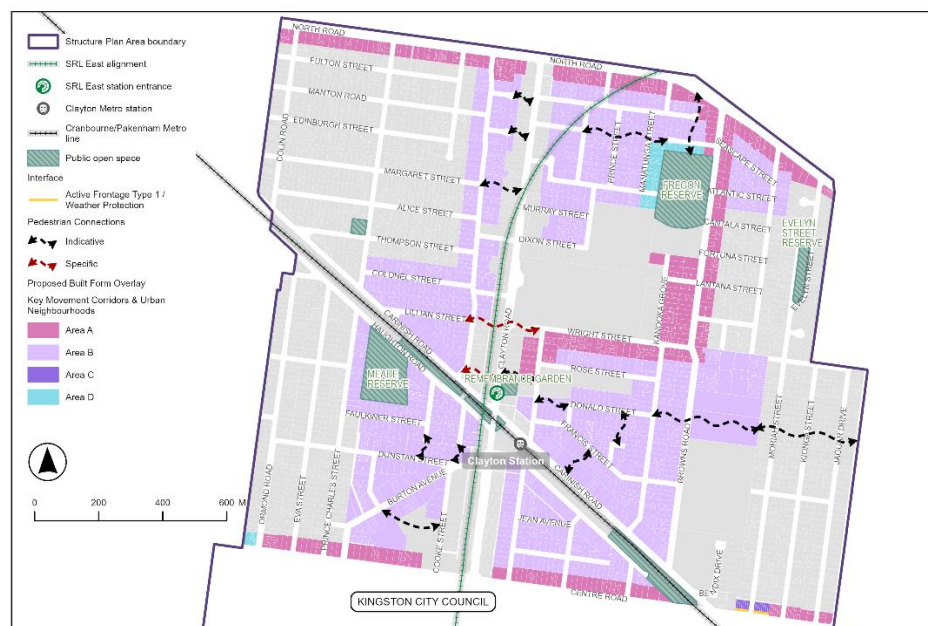 Structure Plan Area boundary
SRL East alignment
SRL East station entrance
Clayton Metro station
Cranbourne/Pakenham Metro
line
Public open space
Interface
Active Frontage Type 1 /
Weather Protection
Pedestrian Connections
Indicative
Specific
Proposed Built Form Overlay
Key Movement Corridors & Urban
Neighbourhoods
Area A
Area B
Area C
Area D
0 200 400 600 M
NORTH ROAD
NORTH ROAD
FULTON STREET
MANTON ROAD
EDINBURGH STREET
COLIN ROAD
MARGARET STREET
ALICE STREET
THOMPSON STREET
COLONEL STREET
LILLIAN STREET
CARINISH ROAD
HAUGHTON ROAD
MEADE
RESERVE
FAULKNER STREET
DUNSTAN STREET
BURTON AVENUE
ORMOND ROAD
EVA STREET
PRINCE CHARLES STREET
COOKE STREET
PRINCE STREET
MANATUNGA STREET
SEASCAPE STREET
FREGON
RESERVE
ATLANTIC STREET
CANTALA STREET
FORTUNA STREET
LANTANA STREET
EVELYN
STREET
RESERVE
EVELYN STREET
MURRAY STREET
DIXON STREET
CLAYTON ROAD
WRIGHT STREET
KANOOKA GROVE
ROSE STREET
REMEMBRANCE GARDEN
DONALD STREET
FRANCIS STREET
BROWNS ROAD
MORIAH STREET
KIONGA STREET
JACQLIN DRIVE
Clayton Station
CARINISH ROAD
JEAN AVENUE
CENTRE ROAD
BE
KINGSTON CITY COUNCIL